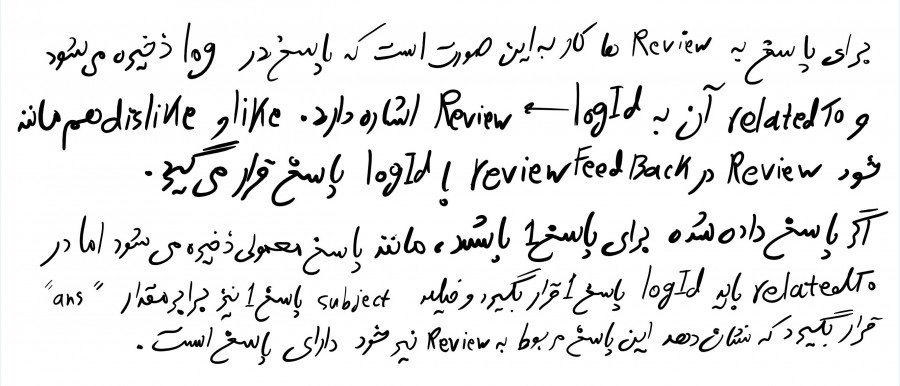 برای پاسخ به Review ها کار به این صورت است که پاسخ در log ذخیره می‌شود
و relatedTo آن به logId ← Review اشاره دارد. like و dislike هم مانند
خود Review در reviewFeedBack با logId پاسخ قرار می‌گیرد.
اگر پاسخ داده شده برای پاسخ 1 باشد، مانند پاسخ معمولی ذخیره می‌شود اما در
relatedTo باید logId پاسخ 1 قرار بگیرد و فیلد subject پاسخ 1 نیز برابر مقدار "ans"
قرار بگیرد که نشان دهد این پاسخ مربوط به Review نیز خود دارای پاسخ است.